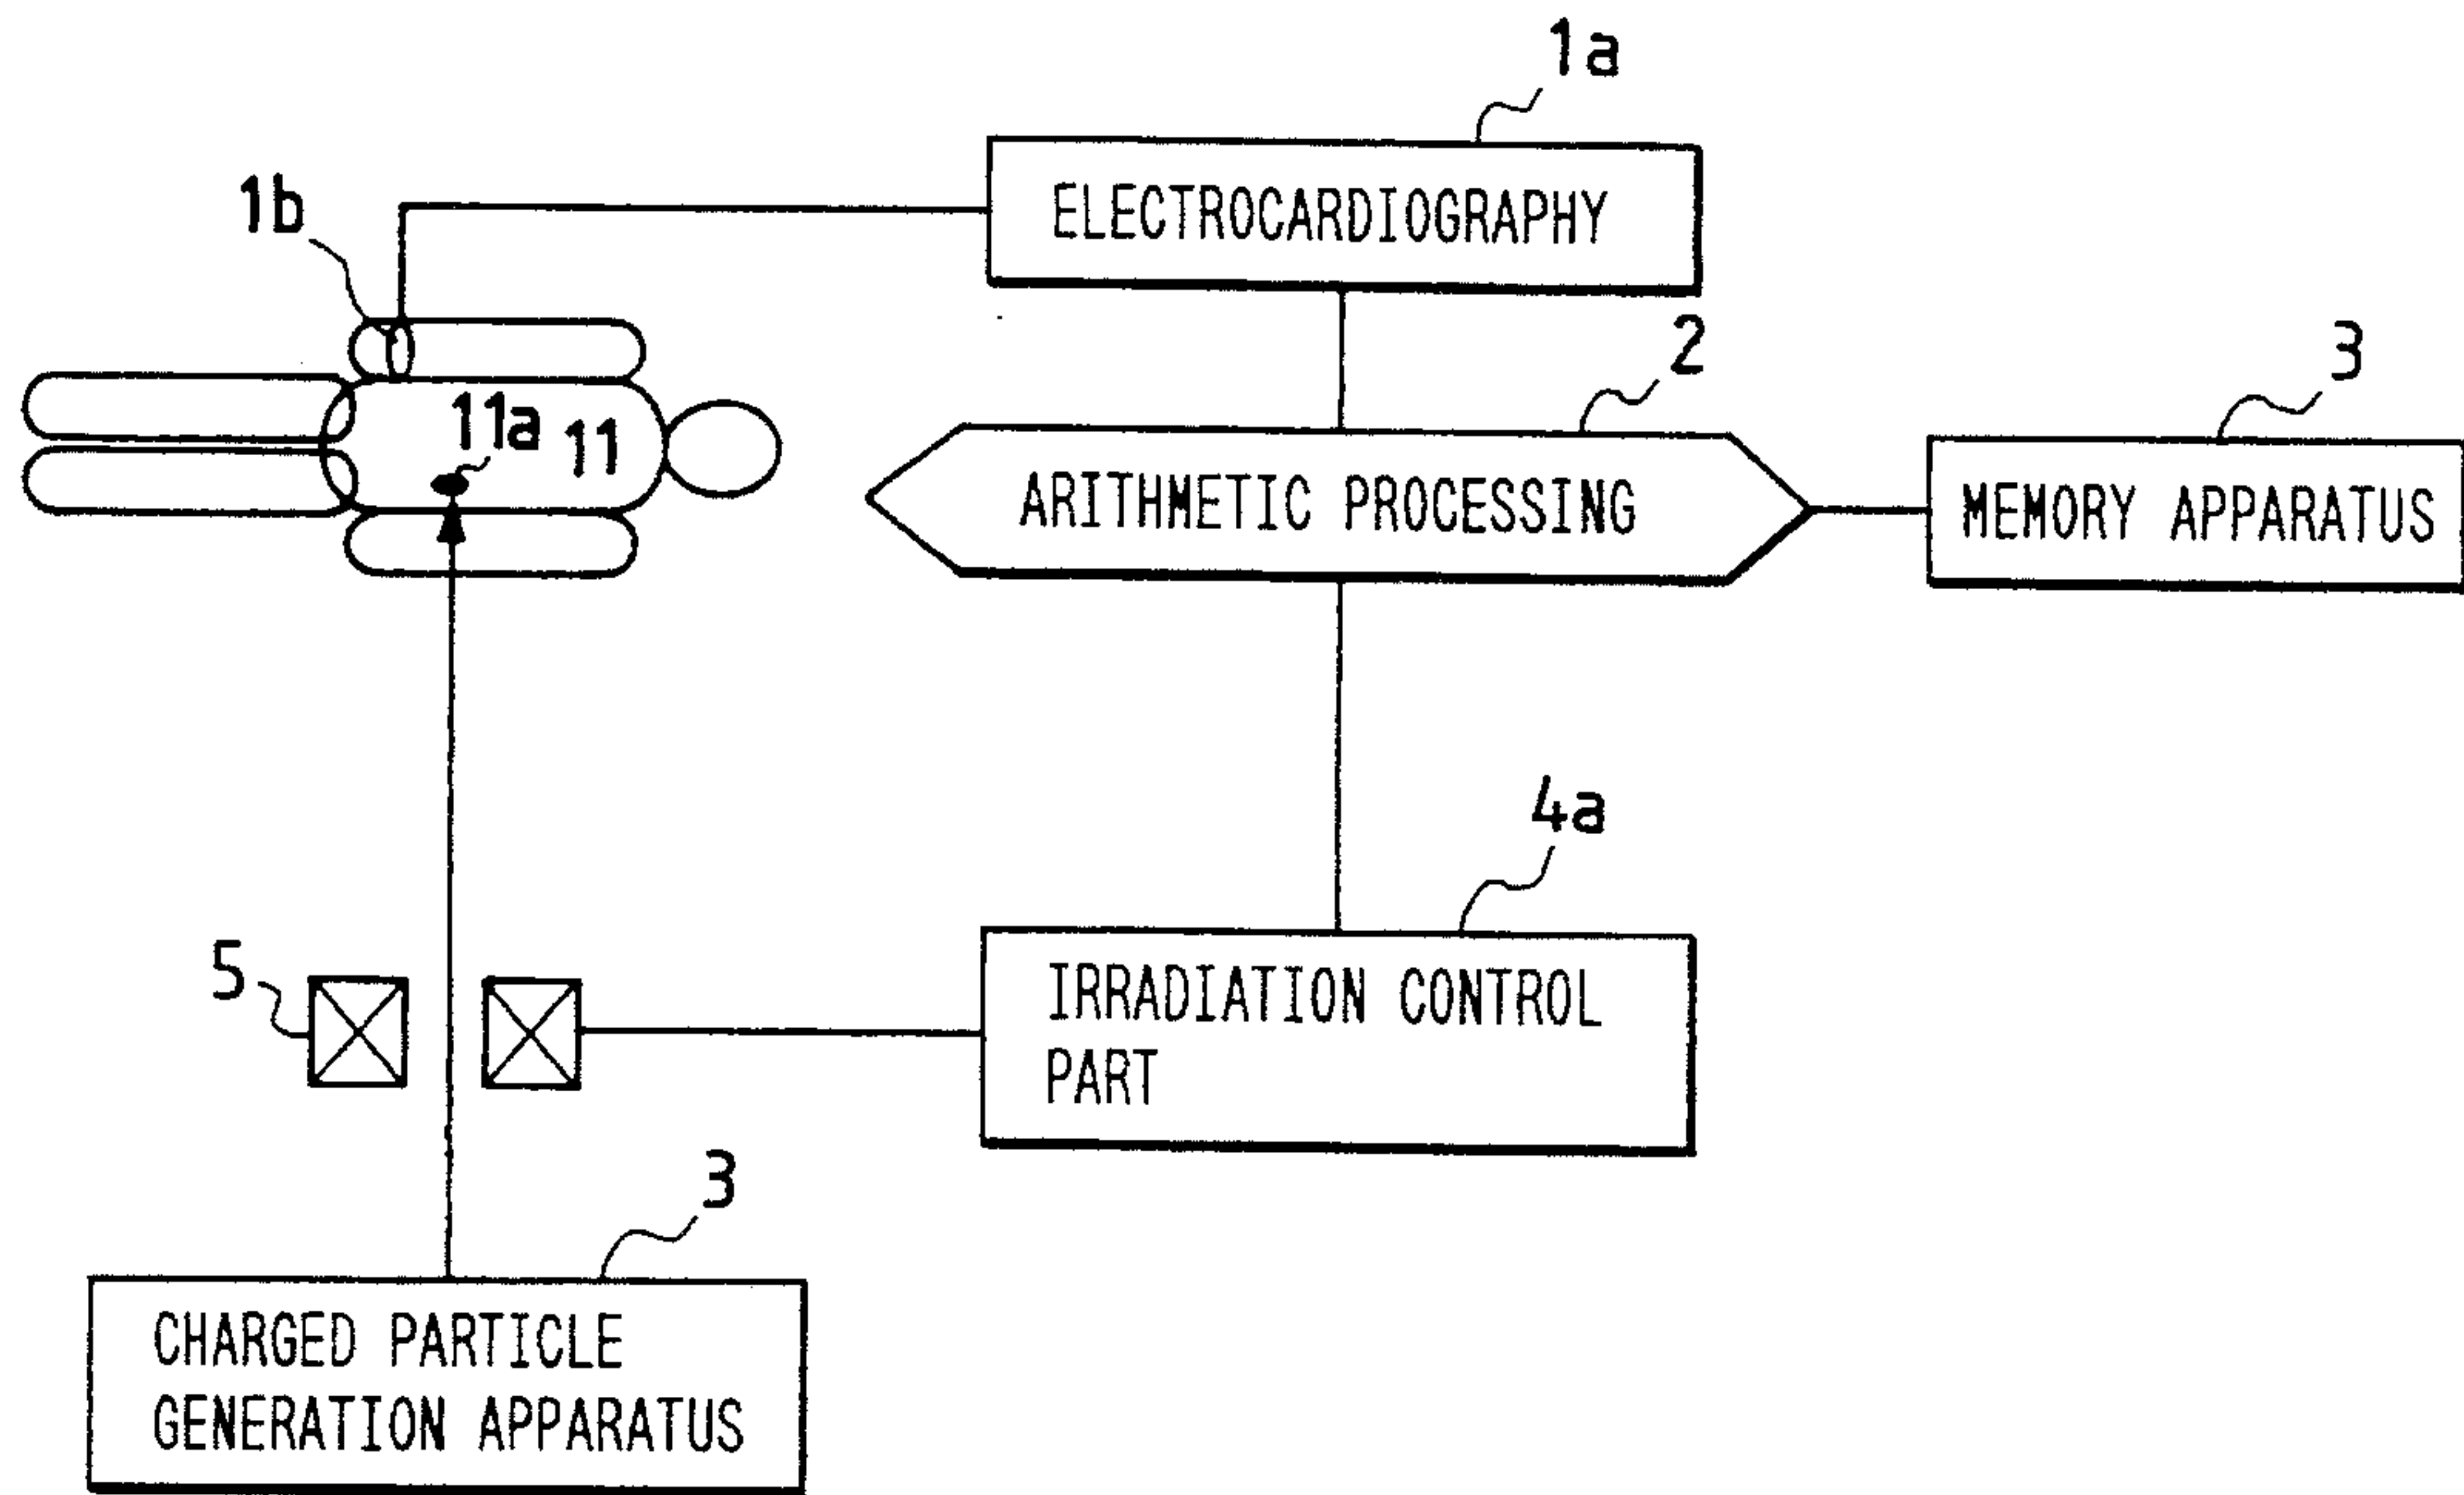 1a
ELECTROCARDIOGRAPHY
1b
2
3
11a
11
ARITHMETIC PROCESSING
MEMORY APPARATUS
4a
5
IRRADIATION CONTROL
PART
3
CHARGED PARTICLE
GENERATION APPARATUS